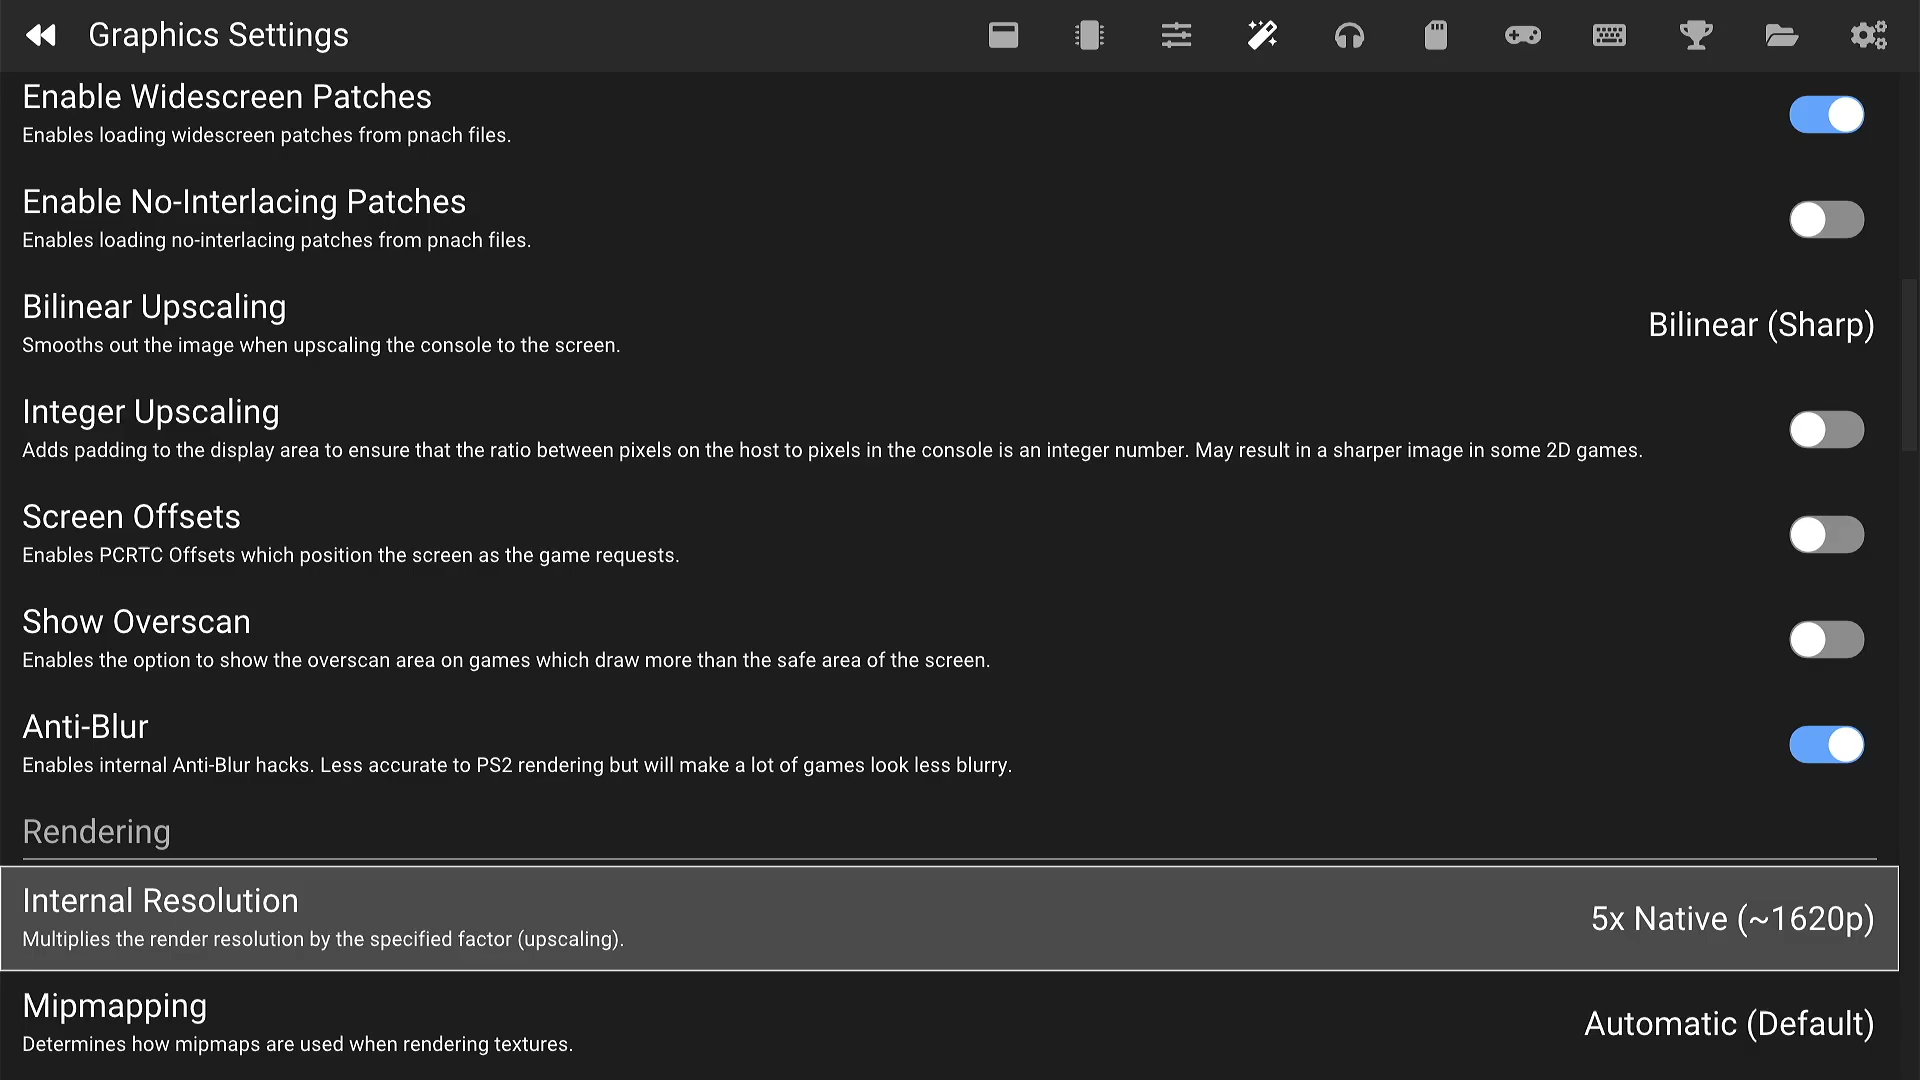 Graphics Settings
Enable Widescreen Patches
Enables loading widescreen patches from pnach files.
Enable No-Interlacing Patches
Enables loading no-interlacing patches from pnach files.
Bilinear Upscaling
Smooths out the image when upscaling the console to the screen.
Bilinear (Sharp)
Integer Upscaling
Adds padding to the display area to ensure that the ratio between pixels on the host to pixels in the console is an integer number. May result in a sharper image in some 2D games.
Screen Offsets
Enables PCRTC Offsets which position the screen as the game requests.
Show Overscan
Enables the option to show the overscan area on games which draw more than the safe area of the screen.
Anti-Blur
Enables internal Anti-Blur hacks. Less accurate to PS2 rendering but will make a lot of games look less blurry.
Rendering
Internal Resolution
Multiplies the render resolution by the specified factor (upscaling).
5x Native (~1620p)
Mipmapping
Determines how mipmaps are used when rendering textures.
Automatic (Default)